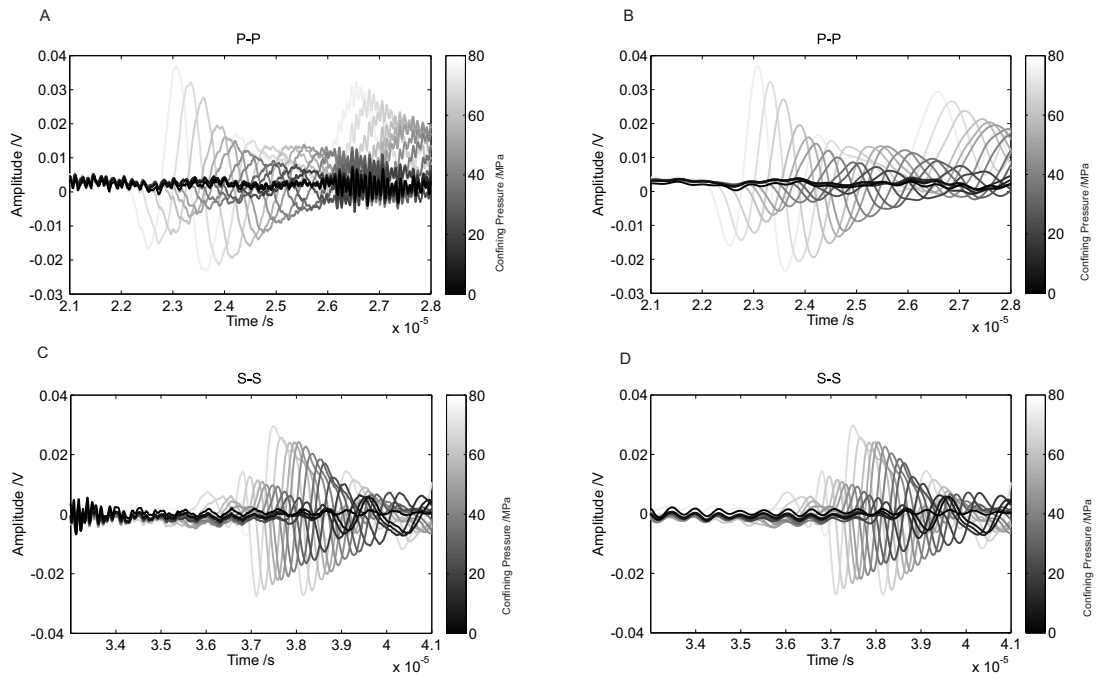 A
P-P
0.04
0.03
0.02
0.01
0
-0.01
-0.02
-0.03
Amplitude /V
2.1 2.2 2.3 2.4 2.5 2.6 2.7 2.8
Time /s
x 10-5
80
60
40
20
0
Confining Pressure /MPa
B
P-P
0.04
0.03
0.02
0.01
0
-0.01
-0.02
-0.03
Amplitude /V
2.1 2.2 2.3 2.4 2.5 2.6 2.7 2.8
Time /s
x 10-5
80
60
40
20
0
Confining Pressure /MPa
C
S-S
0.04
0.02
0
-0.02
-0.04
Amplitude /V
3.4 3.5 3.6 3.7 3.8 3.9 4 4.1
Time /s
x 10-5
80
60
40
20
0
Confining Pressure /MPa
D
S-S
0.04
0.02
0
-0.02
-0.04
Amplitude /V
3.4 3.5 3.6 3.7 3.8 3.9 4 4.1
Time /s
x 10-5
80
60
40
20
0
Confining Pressure /MPa